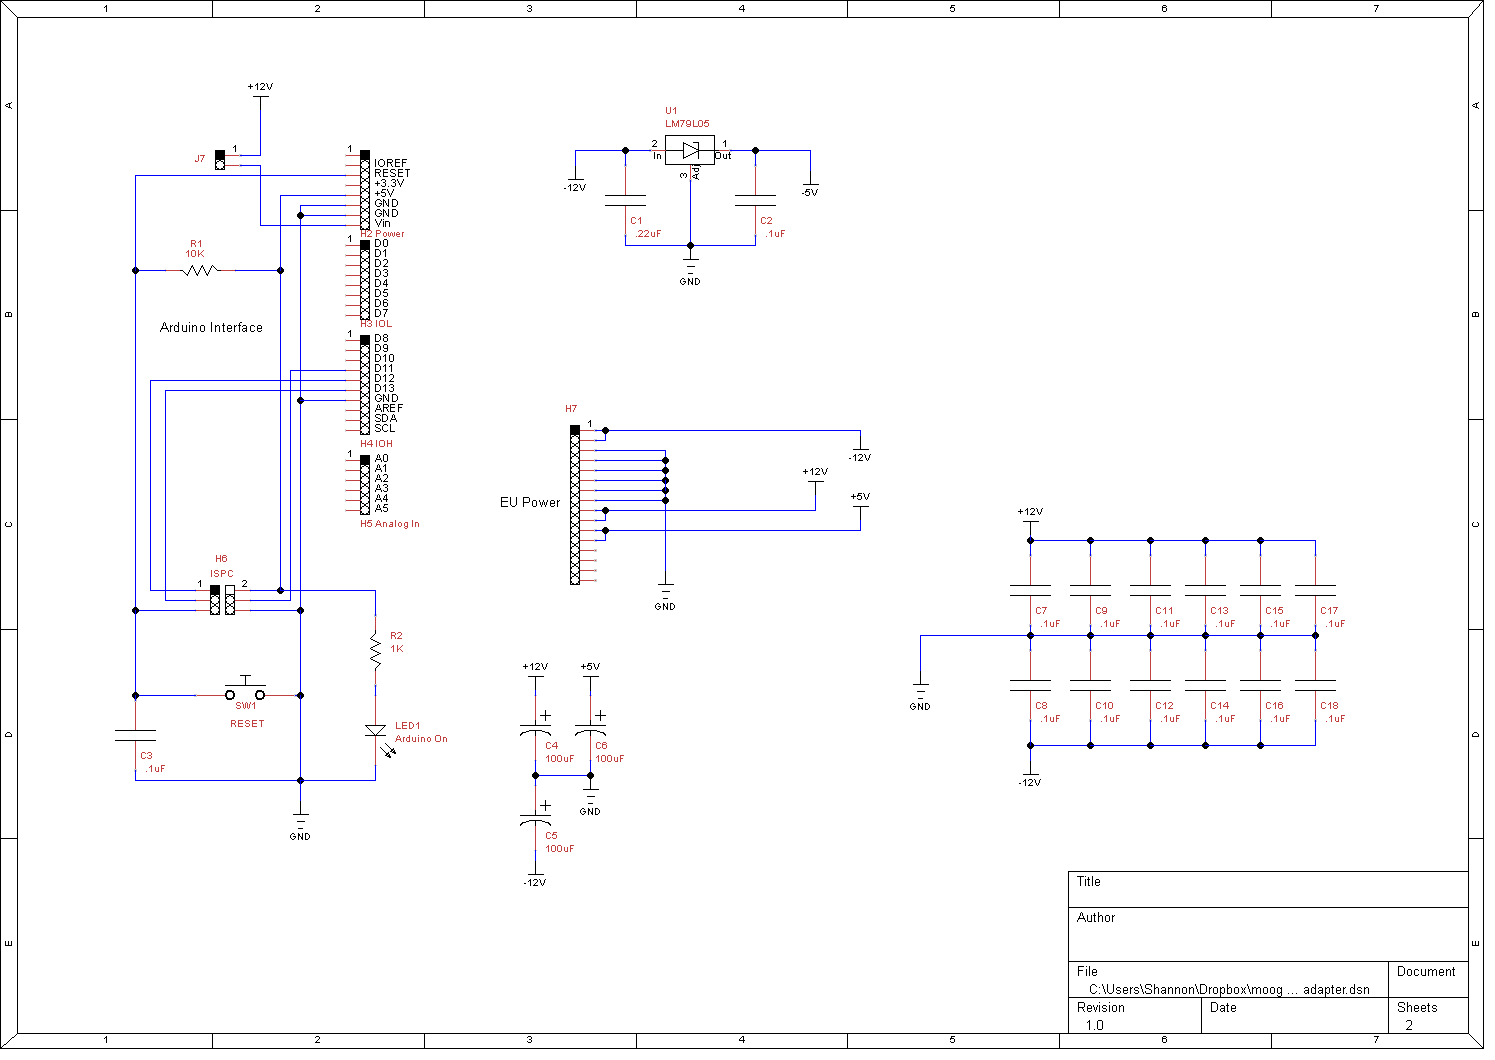 1 2 3 4 5 6 7
A
B
C
D
E
A
B
C
D
E
+12V
J7
1
1
IOREF
RESET
+3.3V
+5V
GND
GND
Vin
H2 Power
1
D0
D1
D2
D3
D4
D5
D6
D7
H3 IOL
R1
10K
Arduino Interface
1
D8
D9
D10
D11
D12
D13
GND
AREF
SDA
SCL
H4 IOH
1
A0
A1
A2
A3
A4
A5
H5 Analog In
H6
ISPC
1 2
R2
1K
SW1
RESET
LED1
Arduino On
C3
.1uF
GND
U1
LM79L05
2
In
1
Out
3
Adj
-12V
-5V
C1
.22uF
C2
.1uF
GND
H7
1
EU Power
-12V
+12V
+5V
GND
+12V
+5V
C4
100uF
C6
100uF
GND
C5
100uF
-12V
+12V
C7
.1uF
C9
.1uF
C11
.1uF
C13
.1uF
C15
.1uF
C17
.1uF
GND
C8
.1uF
C10
.1uF
C12
.1uF
C14
.1uF
C16
.1uF
C18
.1uF
-12V
Title
Author
File
C:\Users\Shannon\Dropbox\moog ... adapter.dsn
Document
Revision
1.0
Date
Sheets
2
1 2 3 4 5 6 7